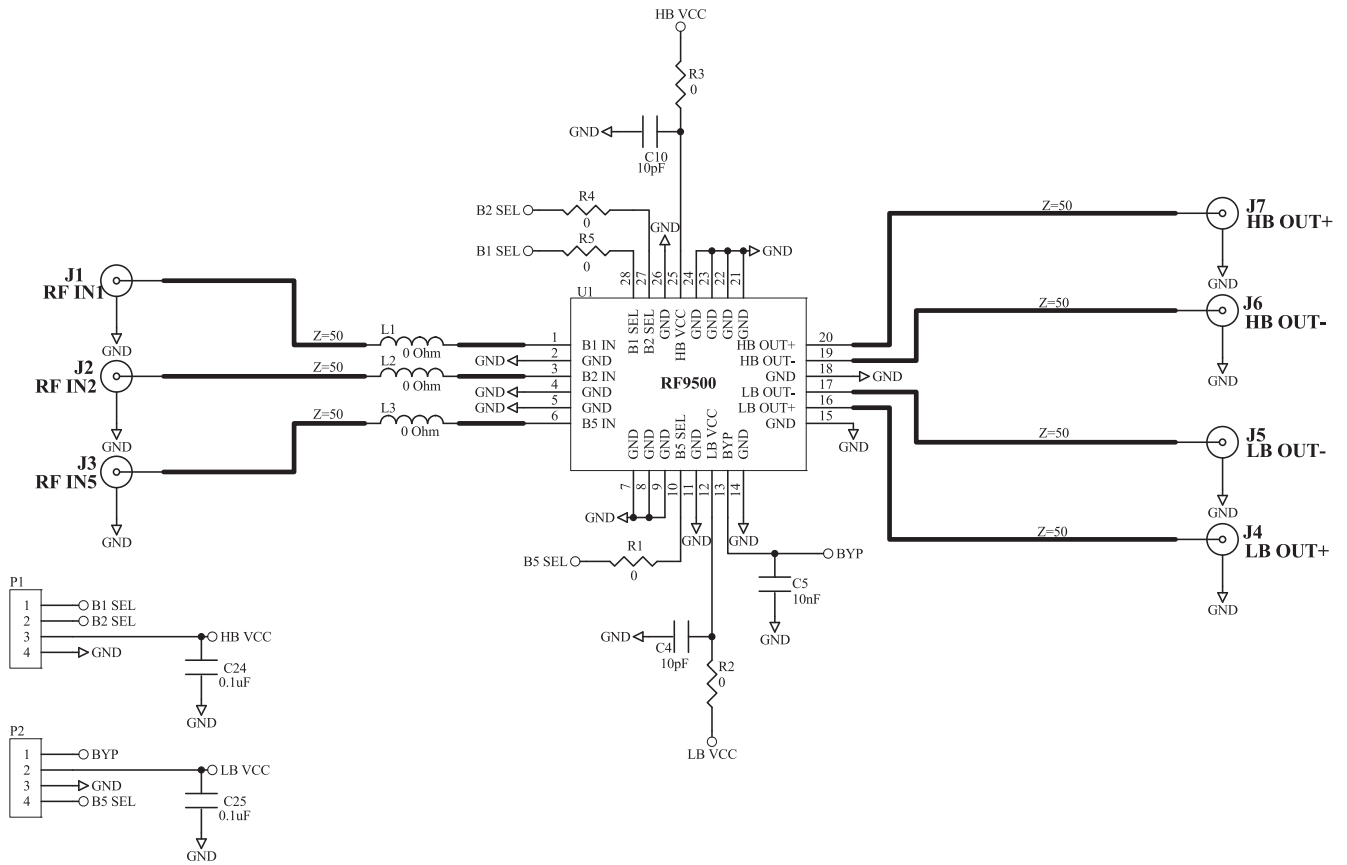 HB VCC
R3
0
GND
C10
10pF
R4
B2 SEL
0
GND
R5
B1 SEL
0
GND
28
27
26
25
24
23
22
21
U1
B1 SEL
B2 SEL
GND
HB VCC
GND
GND
GND
GND
J1
RF IN1
GND
Z=50
L1
0 Ohm
1
B1 IN
GND
2
GND
J2
RF IN2
GND
Z=50
L2
0 Ohm
3
B2 IN
GND
4
GND
GND
5
GND
J3
RF IN5
GND
Z=50
L3
0 Ohm
6
B5 IN
RF9500
HB OUT+
20
HB OUT-
19
GND
18
GND
LB OUT-
17
LB OUT+
16
GND
15
GND
Z=50
J7
HB OUT+
GND
Z=50
J6
HB OUT-
GND
Z=50
J5
LB OUT-
GND
Z=50
J4
LB OUT+
GND
GND
GND
GND
B5 SEL
GND
LB VCC
BYP
GND
7
8
9
10
11
12
13
14
GND
GND
GND
R1
B5 SEL
0
BYP
C5
10nF
GND
GND
C4
10pF
R2
0
LB VCC
P1
1
B1 SEL
2
B2 SEL
3
HB VCC
4
GND
C24
0.1uF
GND
P2
1
BYP
2
LB VCC
3
GND
4
B5 SEL
C25
0.1uF
GND